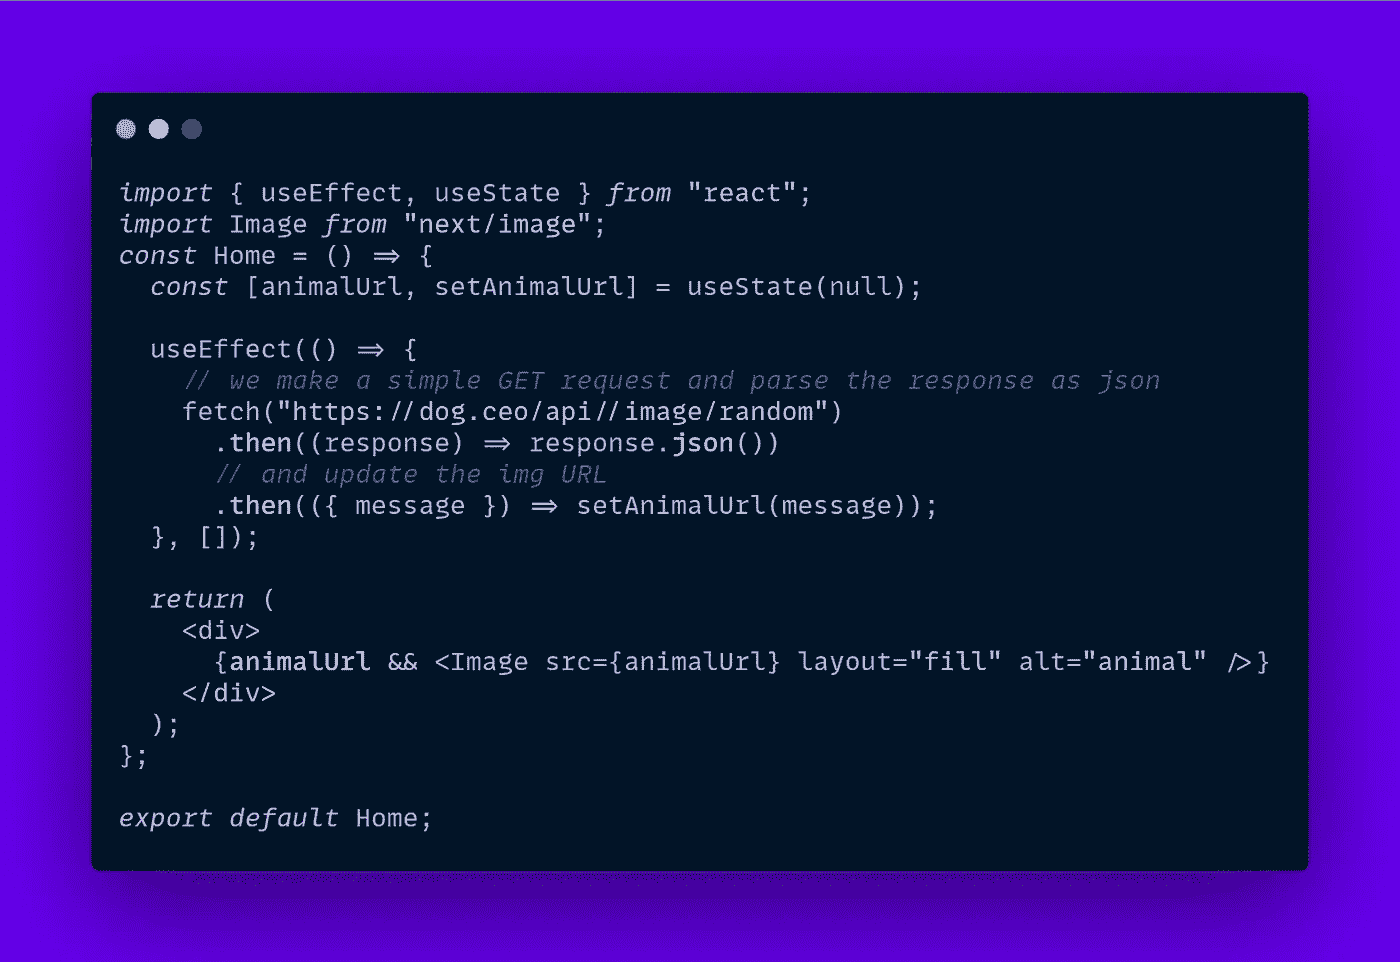 import { useEffect, useState } from "react";
import Image from "next/image";
const Home = () => {
  const [animalUrl, setAnimalUrl] = useState(null);

  useEffect(() => {
    // we make a simple GET request and parse the response as json
    fetch("https://dog.ceo/api//image/random")
      .then((response) => response.json())
      // and update the img URL
      .then(({ message }) => setAnimalUrl(message));
  }, []);

  return (
    <div>
      {animalUrl && <Image src={animalUrl} layout="fill" alt="animal" />}
    </div>
  );
};

export default Home;